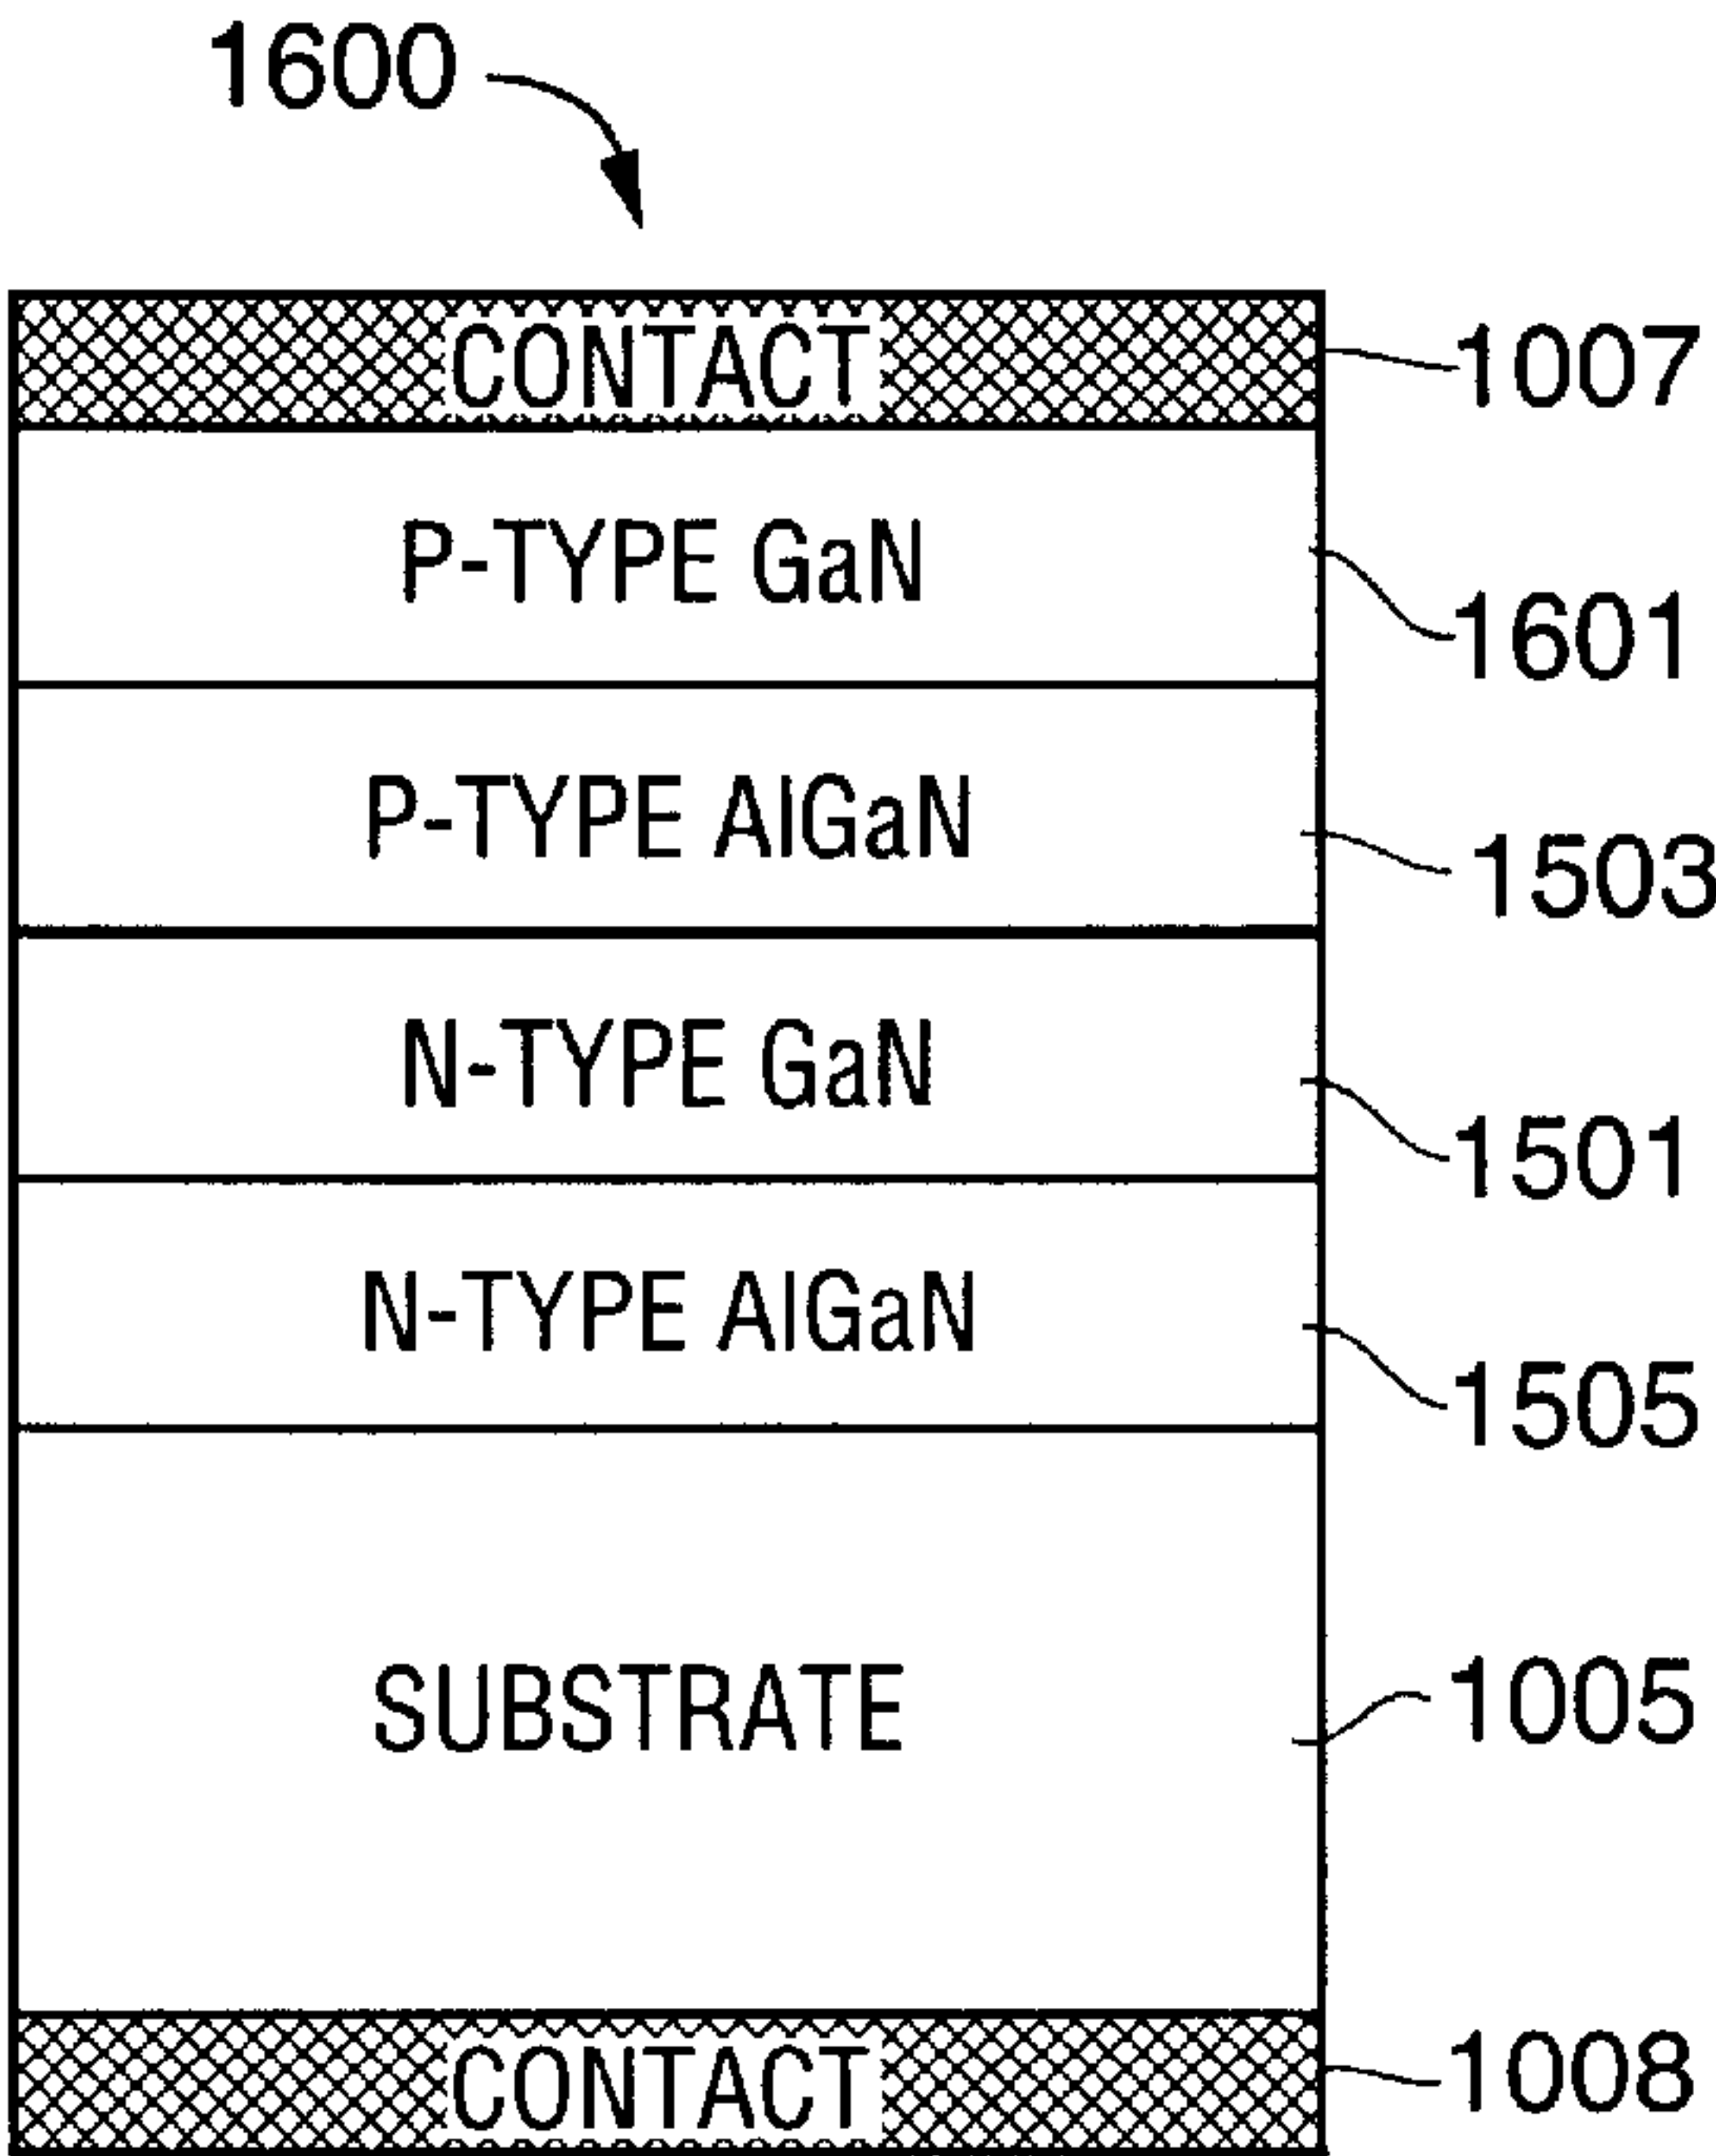 1600
CONTACT 1007
P-TYPE GaN 1601
P-TYPE AlGaN 1503
N-TYPE GaN 1501
N-TYPE AlGaN 1505
SUBSTRATE 1005
CONTACT 1008